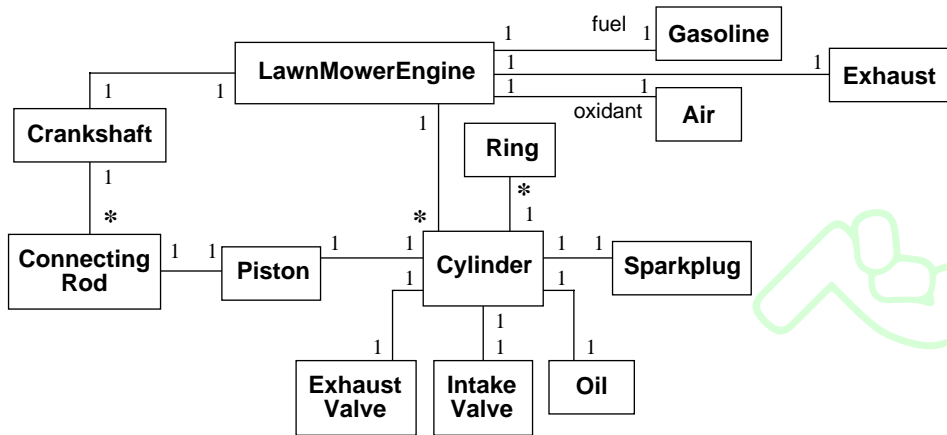 fuel
1
1
Gasoline
LawnMowerEngine
1
1
Exhaust
1
1
oxidant
Air
1
1
Crankshaft
1
Ring
1
*
*
*
1
Connecting
Rod
1
1
Piston
1
1
Cylinder
1
1
Sparkplug
1
1
1
1
1
1
Exhaust
Valve
Intake
Valve
Oil